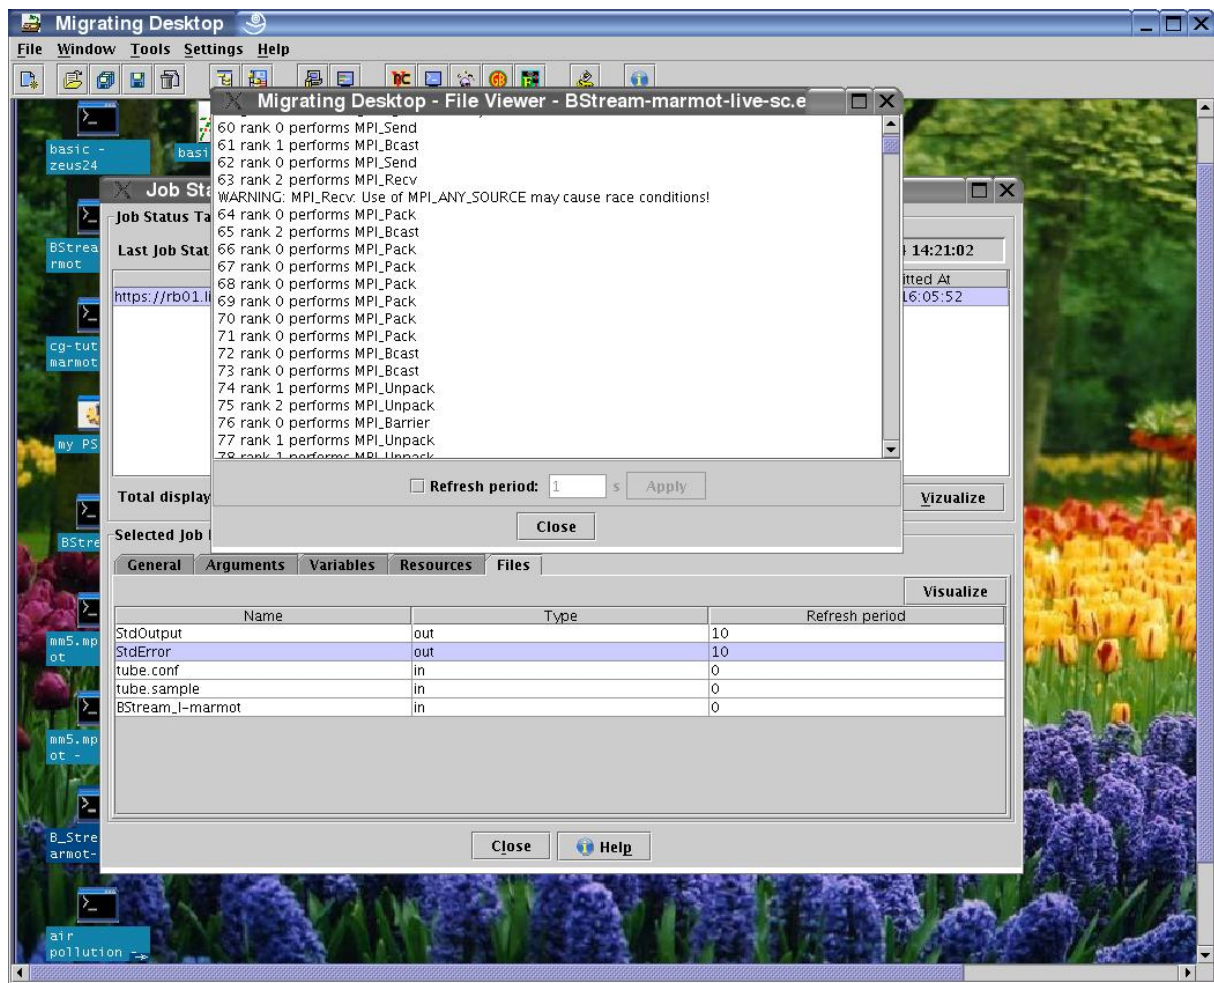 Migrating Desktop
File Window Tools Settings Help
Migrating Desktop - File Viewer - BStream-marmot-live-sc.e
60 rank 0 performs MPI_Send
61 rank 1 performs MPI_Bcast
62 rank 0 performs MPI_Send
63 rank 2 performs MPI_Recv
WARNING: MPI_Recv: Use of MPI_ANY_SOURCE may cause race conditions!
64 rank 0 performs MPI_Pack
65 rank 2 performs MPI_Bcast
66 rank 0 performs MPI_Pack
67 rank 0 performs MPI_Pack
68 rank 0 performs MPI_Pack
69 rank 0 performs MPI_Pack
70 rank 0 performs MPI_Pack
71 rank 0 performs MPI_Pack
72 rank 0 performs MPI_Bcast
73 rank 0 performs MPI_Bcast
74 rank 1 performs MPI_Unpack
75 rank 2 performs MPI_Unpack
76 rank 0 performs MPI_Barrier
77 rank 1 performs MPI_Unpack
78 rank 1 performs MPI_Unpack
Refresh period: 1 s Apply
Close
basic -
zeus24
basi
BStrea
rmot
cg-tut
marmot
my PS
BStre
mm5.mp
ot
mm5.mp
ot -
B_Stre
armot-
air
pollution -
Job Sta
Job Status Ta
Last Job Stat
14:21:02
itted At
https://rb01.li
16:05:52
Total display
Vizualize
Selected Job
General Arguments Variables Resources Files
Visualize
Name Type Refresh period
StdOutput out 10
StdError out 10
tube.conf in 0
tube.sample in 0
BStream_l-marmot in 0
Close Help